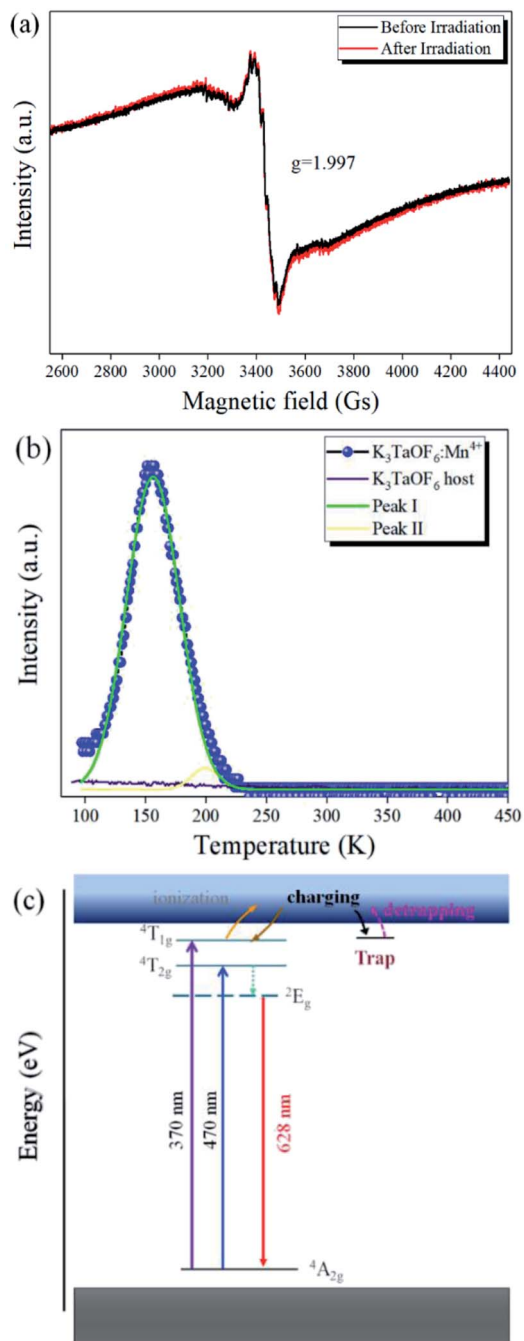 (a)
Before Irradiation
After Irradiation
g=1.997
Intensity (a.u.)
2600 2800 3000 3200 3400 3600 3800 4000 4200 4400
Magnetic field (Gs)
(b)
K₃TaOF₆:Mn⁴⁺
K₃TaOF₆ host
Peak I
Peak II
Intensity (a.u.)
100 150 200 250 300 350 400 450
Temperature (K)
(c)
ionization
charging
detrapping
⁴T₁g
Trap
⁴T₂g
²Eg
Energy (eV)
370 nm
470 nm
628 nm
⁴A₂g